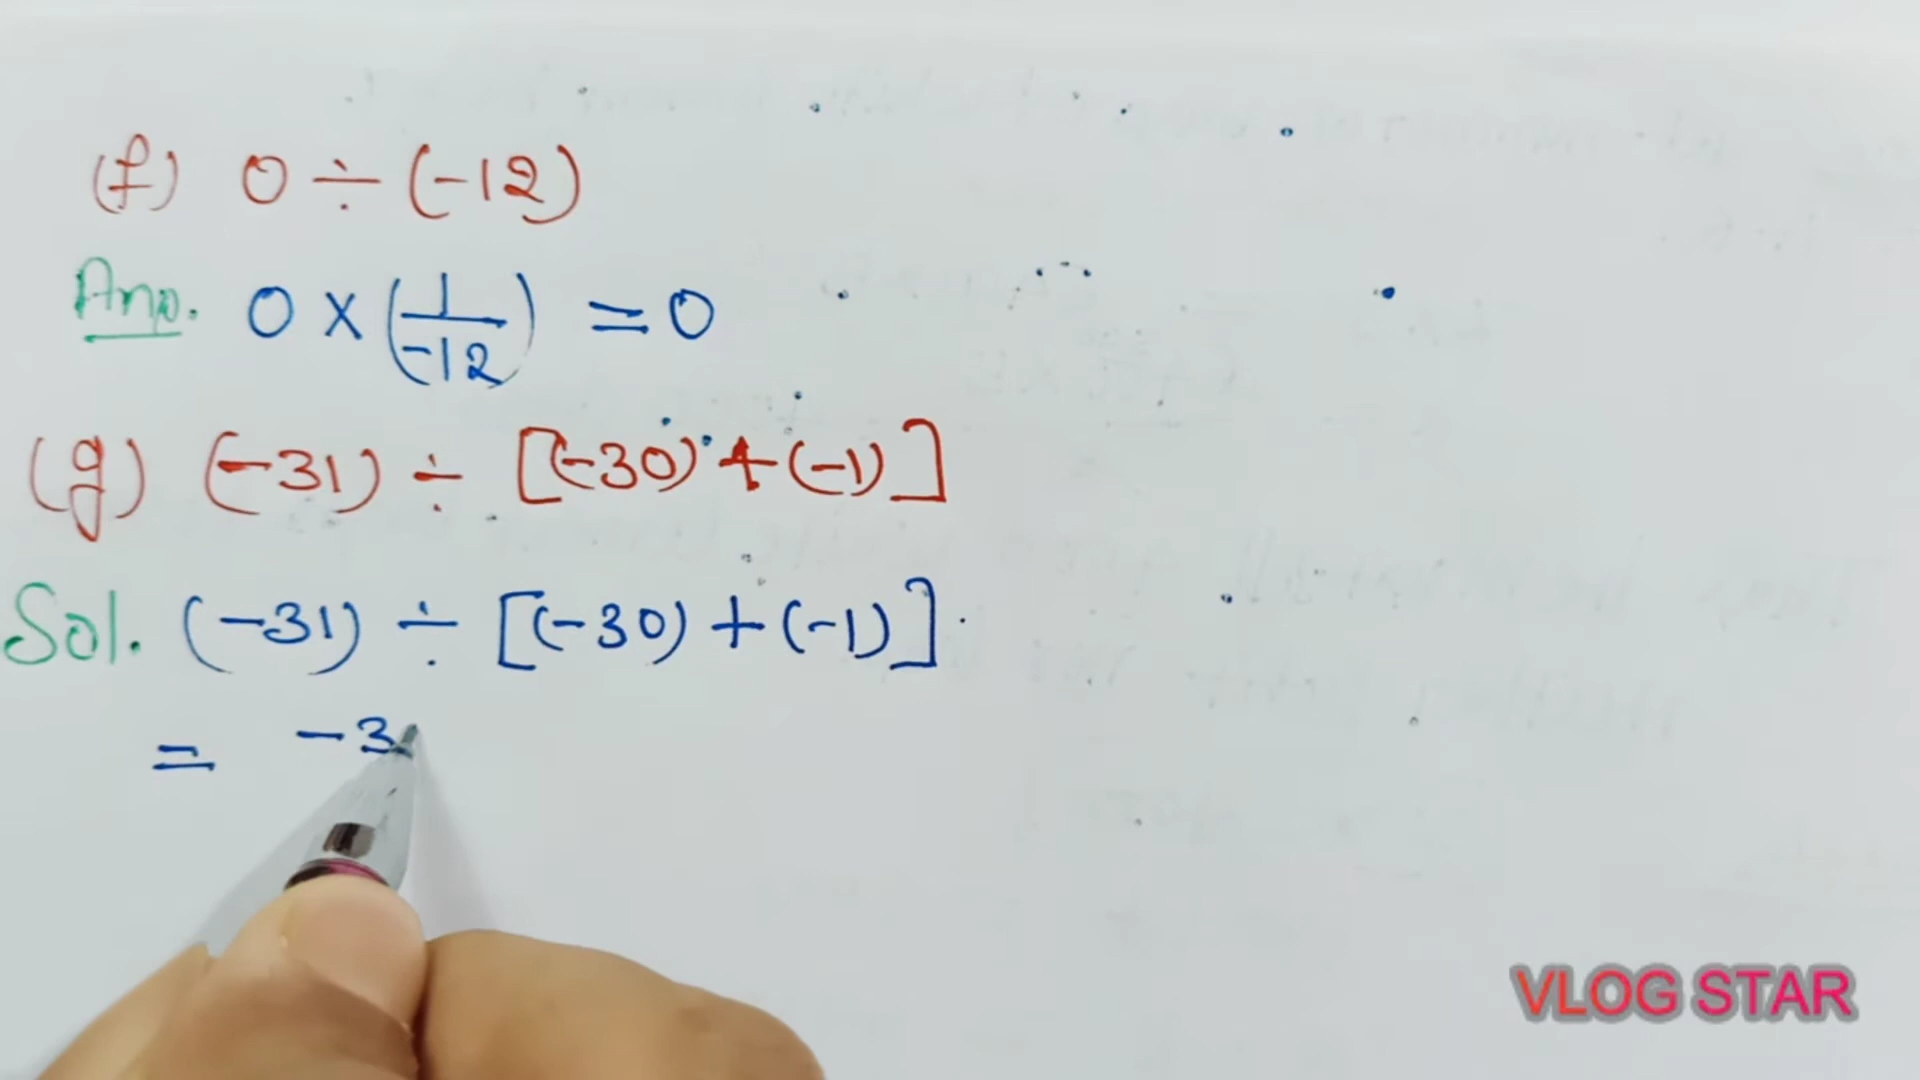 (f) 0 ÷ (-12)
Ans. 0 × (1/-12) = 0
(g) (-31) ÷ [(-30) + (-1)]
Sol. (-31) ÷ [(-30) + (-1)]
= -3
VLOG STAR